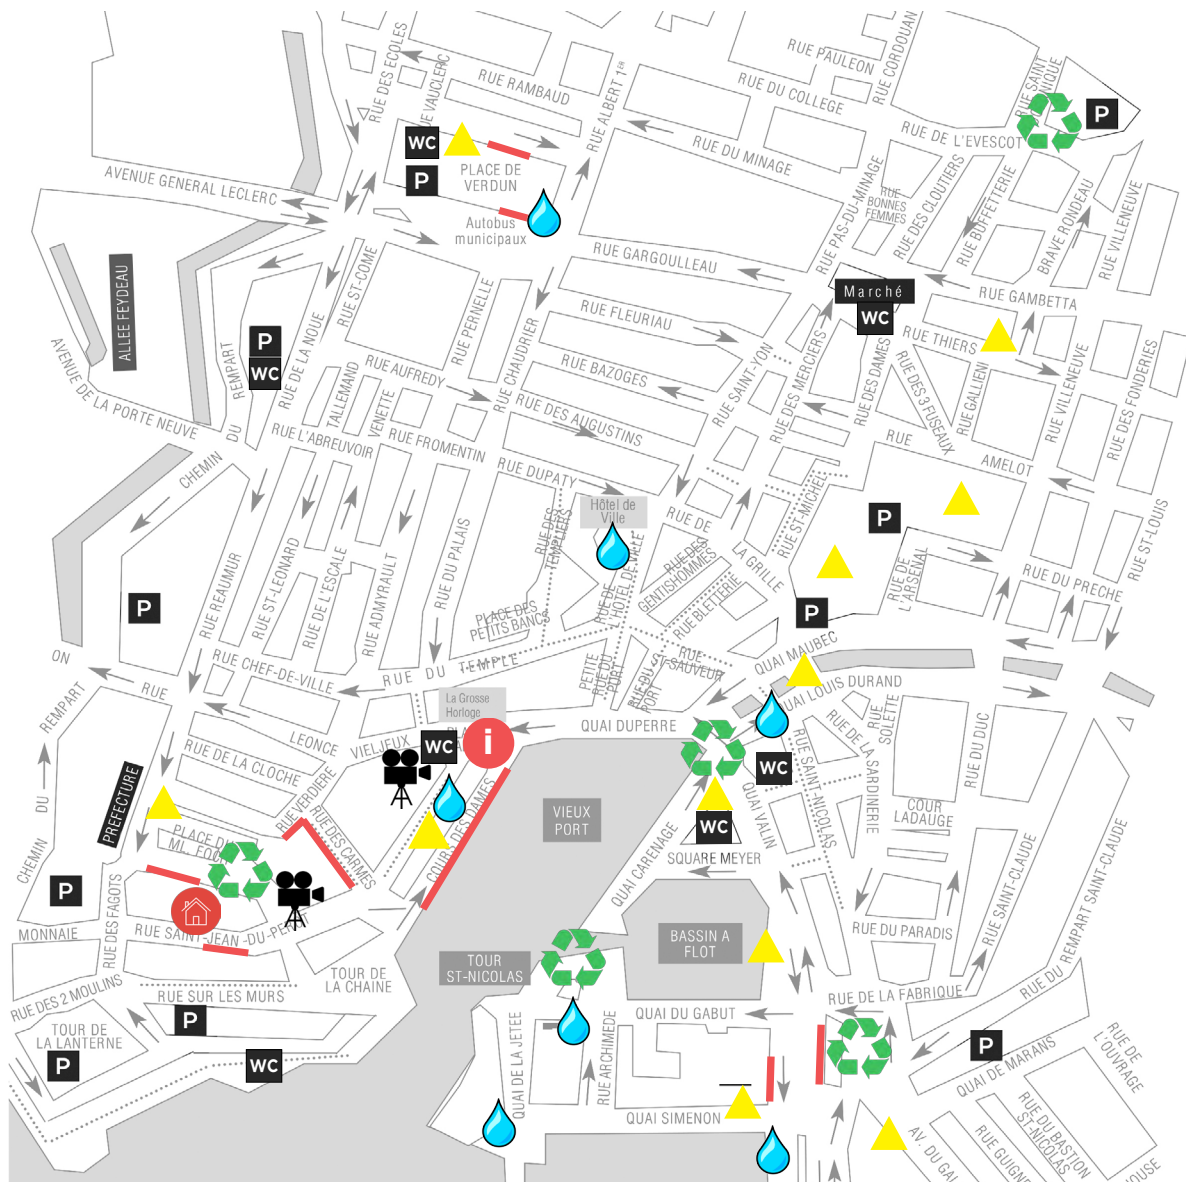 RUE DES ECOLES
RUE VAUCLERC
RUE RAMBAUD
RUE ALBERT 1ER
RUE PAULEON
RUE CORDOUAN
RUE DU COLLEGE
RUE SAINT
P
RUE DE L'EVESCOT
WC
PLACE DE
VERDUN
P
RUE DU MINAGE
AVENUE GENERAL LECLERC
Autobus
municipaux
RUE PAS-DU-MINAGE
RUE
BONNES
FEMMES
RUE DES CLOUTIERS
RUE BUFFETTERIE
BRAVE RONDEAU
RUE VILLENEUVE
ALLEE FEYDEAU
RUE ST-COME
RUE GARGOULLEAU
Marché
WC
RUE GAMBETTA
RUE THIERS
P
WC
RUE DE LA NOUE
RUE PERNELLE
RUE CHAUDRIER
RUE FLEURIAU
RUE BAZOGES
RUE AUFREDY
RUE DES AUGUSTINS
RUE SAINT-YON
RUE DES MERCIERS
RUE DES DAMES
RUE DES 3 FUSEAUX
RUE GALLIENI
RUE VILLENEUVE
RUE DES FONDERIES
AVENUE DE LA PORTE NEUVE
REMPART
DU
CHEMIN
TALLEMAND
VENETTE
RUE L'ABREUVOIR
RUE FROMENTIN
RUE DUPATY
RUE
AMELOT
P
RUE ST-MICHEL
RUE ST-LOUIS
Hôtel de
Ville
RUE DE
LA GRILLE
RUE DES
TEMPLIERS
RUE DES
GENTISHOMMES
RUE BLETERIE
RUE DE
L'HOTEL DE VILLE
RUE DE
L'ARSENAL
RUE DU PRECHE
P
P
RUE REAUMUR
RUE ST-LEONARD
RUE DE L'ESCALE
RUE ADMYRAULT
RUE DU PALAIS
PLACE DES
PETITS BANCS
ON
REMPART
DU
CHEMIN
RUE
RUE CHEF-DE-VILLE
RUE DU TEMPLE
PETITE
RUE DU
PORT
RUE DU
PORT
RUE
ST-SAUVEUR
QUAI MAUBEC
QUAI LOUIS DURAND
La Grosse
Horloge
LEONCE
VIELJEUX
QUAI DUPERRE
WC
i
WC
RUE DE LA CLOCHE
RUE VERDIERE
RUE DES CARMES
COURS DES DAMES
PREFECTURE
PLACE DU
VIEUX
PORT
QUAI CARENAGE
WC
SQUARE MEYER
QUAI VALIN
RUE SAINT-NICOLAS
RUE DE LA SARDINERIE
RUE
SOLETTE
RUE DU DUC
COUR
LADAUGE
RUE SAINT-CLAUDE
RUE DU REMPART SAINT-CLAUDE
P
MONNAIE
RUE DES FAGOTS
RUE SAINT-JEAN-DU-PEROT
TOUR DE
LA CHAINE
TOUR
ST-NICOLAS
BASSIN A
FLOT
RUE DU PARADIS
RUE DES 2 MOULINS
RUE SUR LES MURS
P
TOUR DE
LA LANTERNE
P
WC
QUAI DE LA JETEE
RUE ARCHIMEDE
QUAI DU GABUT
RUE DE LA FABRIQUE
P
QUAI DE MARANS
RUE DE
L'OUVRAGE
QUAI SIMENON
AV. DU GA
RUE GUIGN
RUE DU BASTION
ST-NICOLAS
OUSE